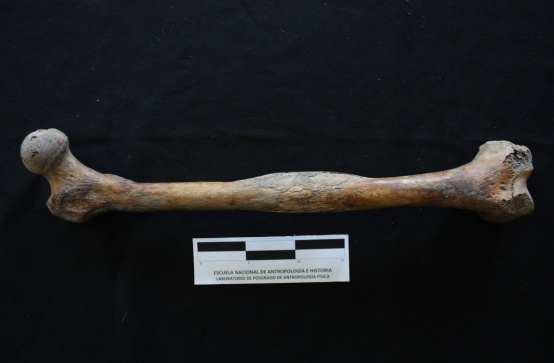 ESCUELA NACIONAL DE ANTROPOLOGÍA E HISTORIA
LABORATORIO DE POSGRADO DE ANTROPOLOGÍA FÍSICA